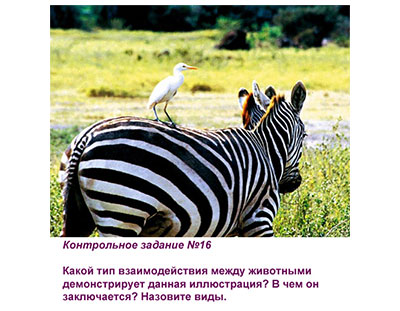 Контрольное задание №16
Какой тип взаимодействия между животными
демонстрирует данная иллюстрация? В чем он
заключается? Назовите виды.